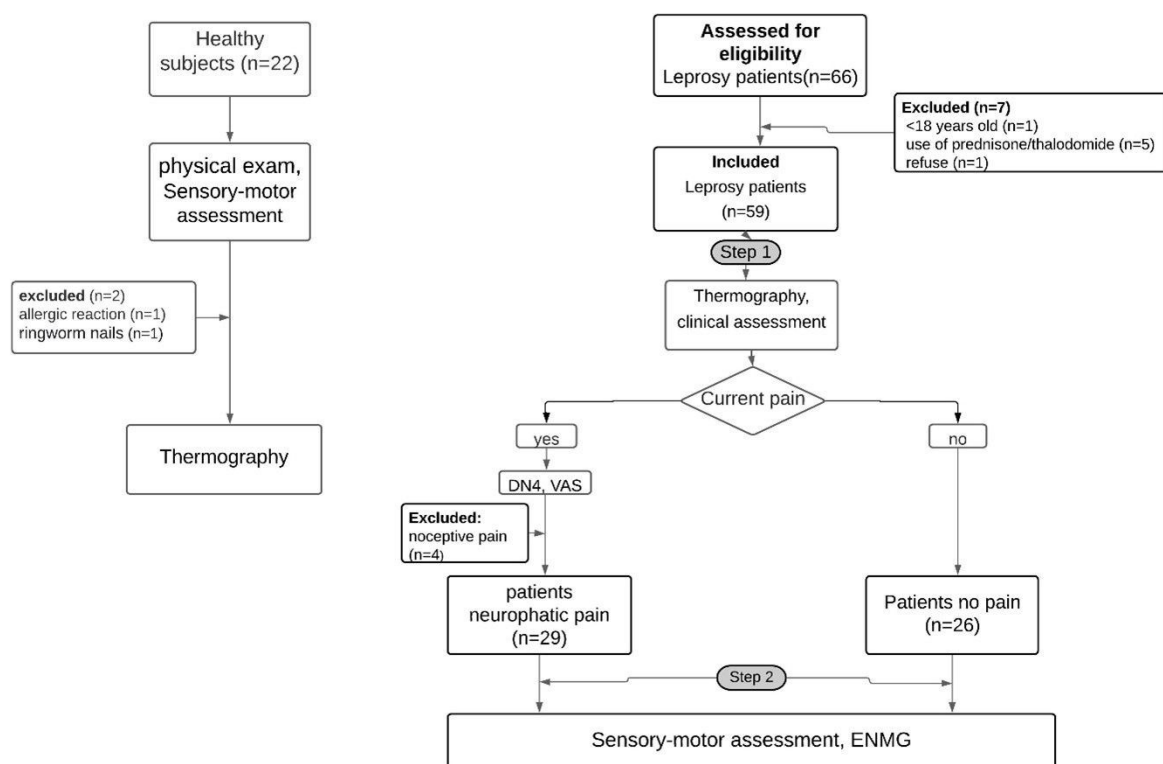 Healthy
subjects (n=22)
physical exam,
Sensory-motor
assessment
excluded (n=2)
allergic reaction (n=1)
ringworm nails (n=1)
Thermography
Assessed for
eligibility
Leprosy patients(n=66)
Excluded (n=7)
<18 years old (n=1)
use of prednisone/thalodomide (n=5)
refuse (n=1)
Included
Leprosy patients
(n=59)
Step 1
Thermography,
clinical assessment
Current pain
yes
no
DN4, VAS
Excluded:
noceptive pain
(n=4)
patients
neurophatic pain
(n=29)
Patients no pain
(n=26)
Step 2
Sensory-motor assessment, ENMG